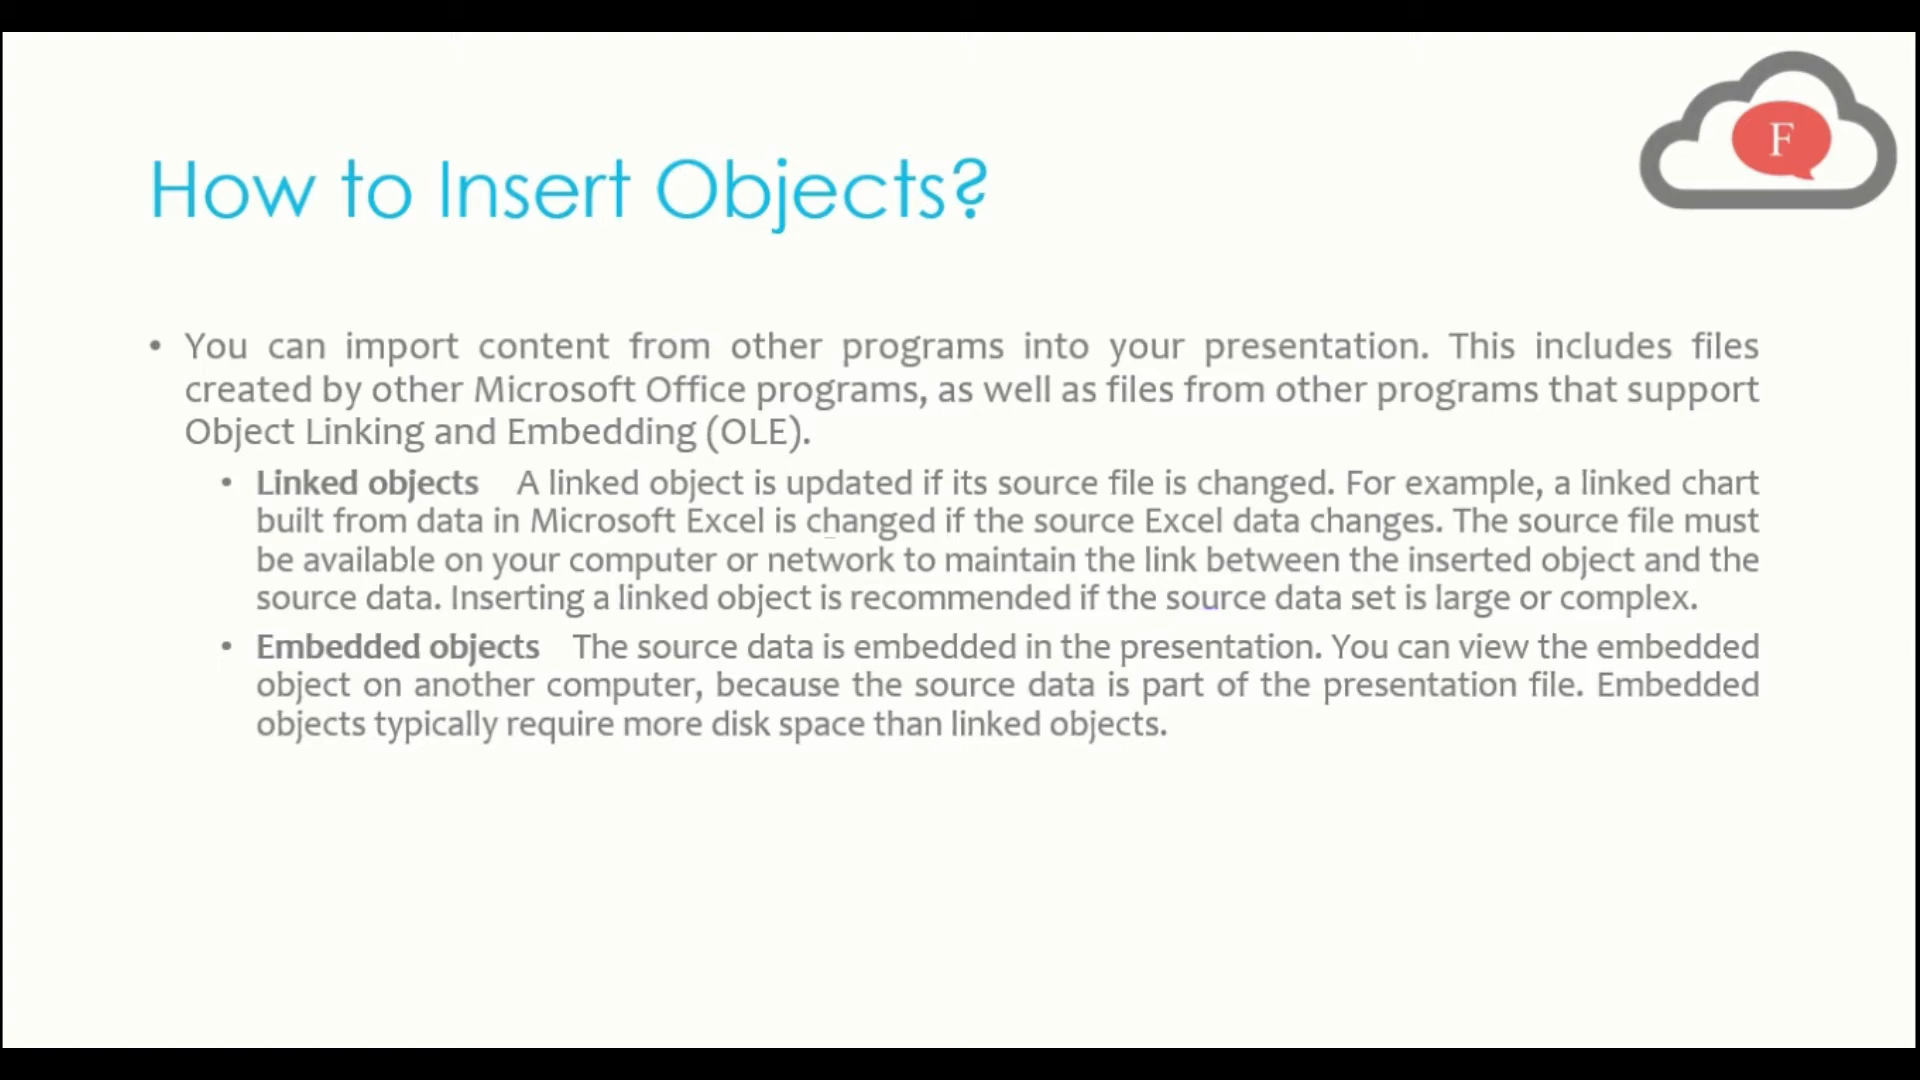 F
How to Insert Objects?
• You can import content from other programs into your presentation. This includes files
created by other Microsoft Office programs, as well as files from other programs that support
Object Linking and Embedding (OLE).
• Linked objects A linked object is updated if its source file is changed. For example, a linked chart
built from data in Microsoft Excel is changed if the source Excel data changes. The source file must
be available on your computer or network to maintain the link between the inserted object and the
source data. Inserting a linked object is recommended if the source data set is large or complex.
• Embedded objects The source data is embedded in the presentation. You can view the embedded
object on another computer, because the source data is part of the presentation file. Embedded
objects typically require more disk space than linked objects.